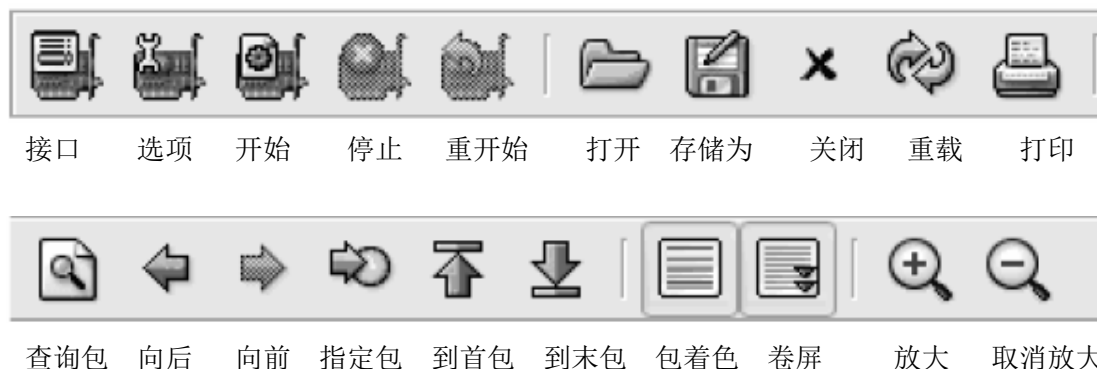 接口 选项 开始 停止 重开始 打开 存储为 关闭 重载 打印
查询包 向后 向前 指定包 到首包 到末包 包着色 卷屏 放大 取消放大